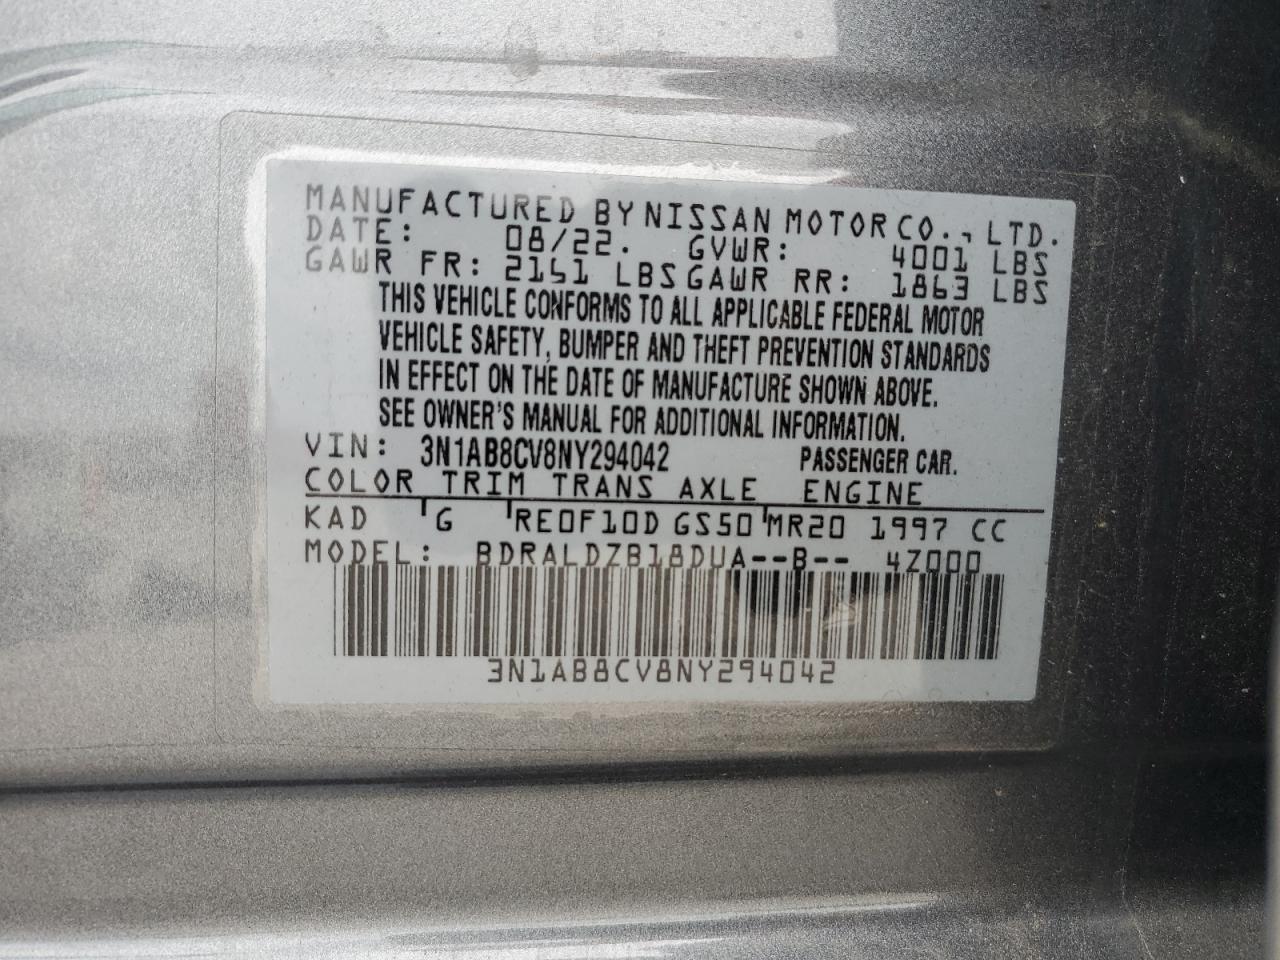 MANUFACTURED BY NISSAN MOTOR CO., LTD.
DATE: 08/22. GVWR: 4001 LBS
GAWR FR: 2161 LBS GAWR RR: 1863 LBS
THIS VEHICLE CONFORMS TO ALL APPLICABLE FEDERAL MOTOR
VEHICLE SAFETY, BUMPER AND THEFT PREVENTION STANDARDS
IN EFFECT ON THE DATE OF MANUFACTURE SHOWN ABOVE.
SEE OWNER'S MANUAL FOR ADDITIONAL INFORMATION.
VIN: 3N1AB8CV8NY294042 PASSENGER CAR.
COLOR TRIM TRANS AXLE ENGINE
KAD G RE0F10D GS50 MR20 1997 CC
MODEL: BDRALDZB18DUA--B-- 4Z000
3N1AB8CV8NY294042